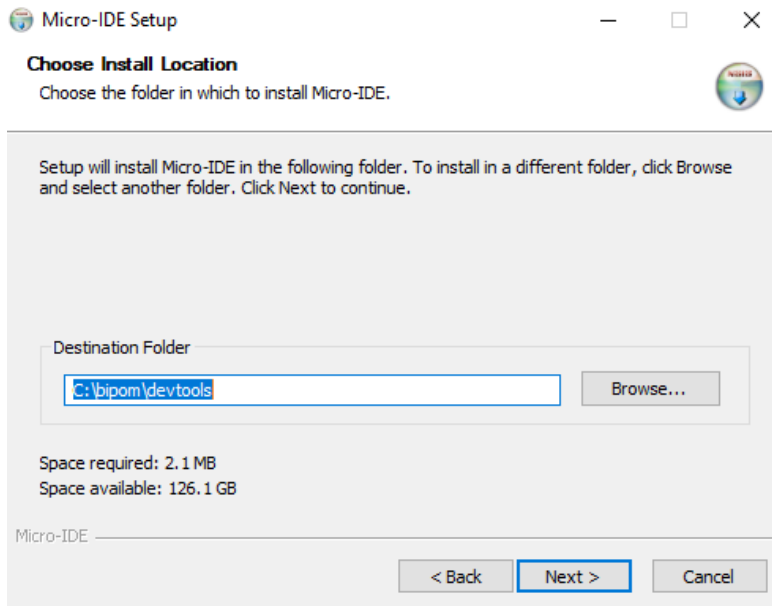 Micro-IDE Setup
Choose Install Location
Choose the folder in which to install Micro-IDE.
Setup will install Micro-IDE in the following folder. To install in a different folder, click Browse
and select another folder. Click Next to continue.
Destination Folder
C:\bipom\devtools
Browse...
Space required: 2.1 MB
Space available: 126.1 GB
Micro-IDE
< Back
Next >
Cancel